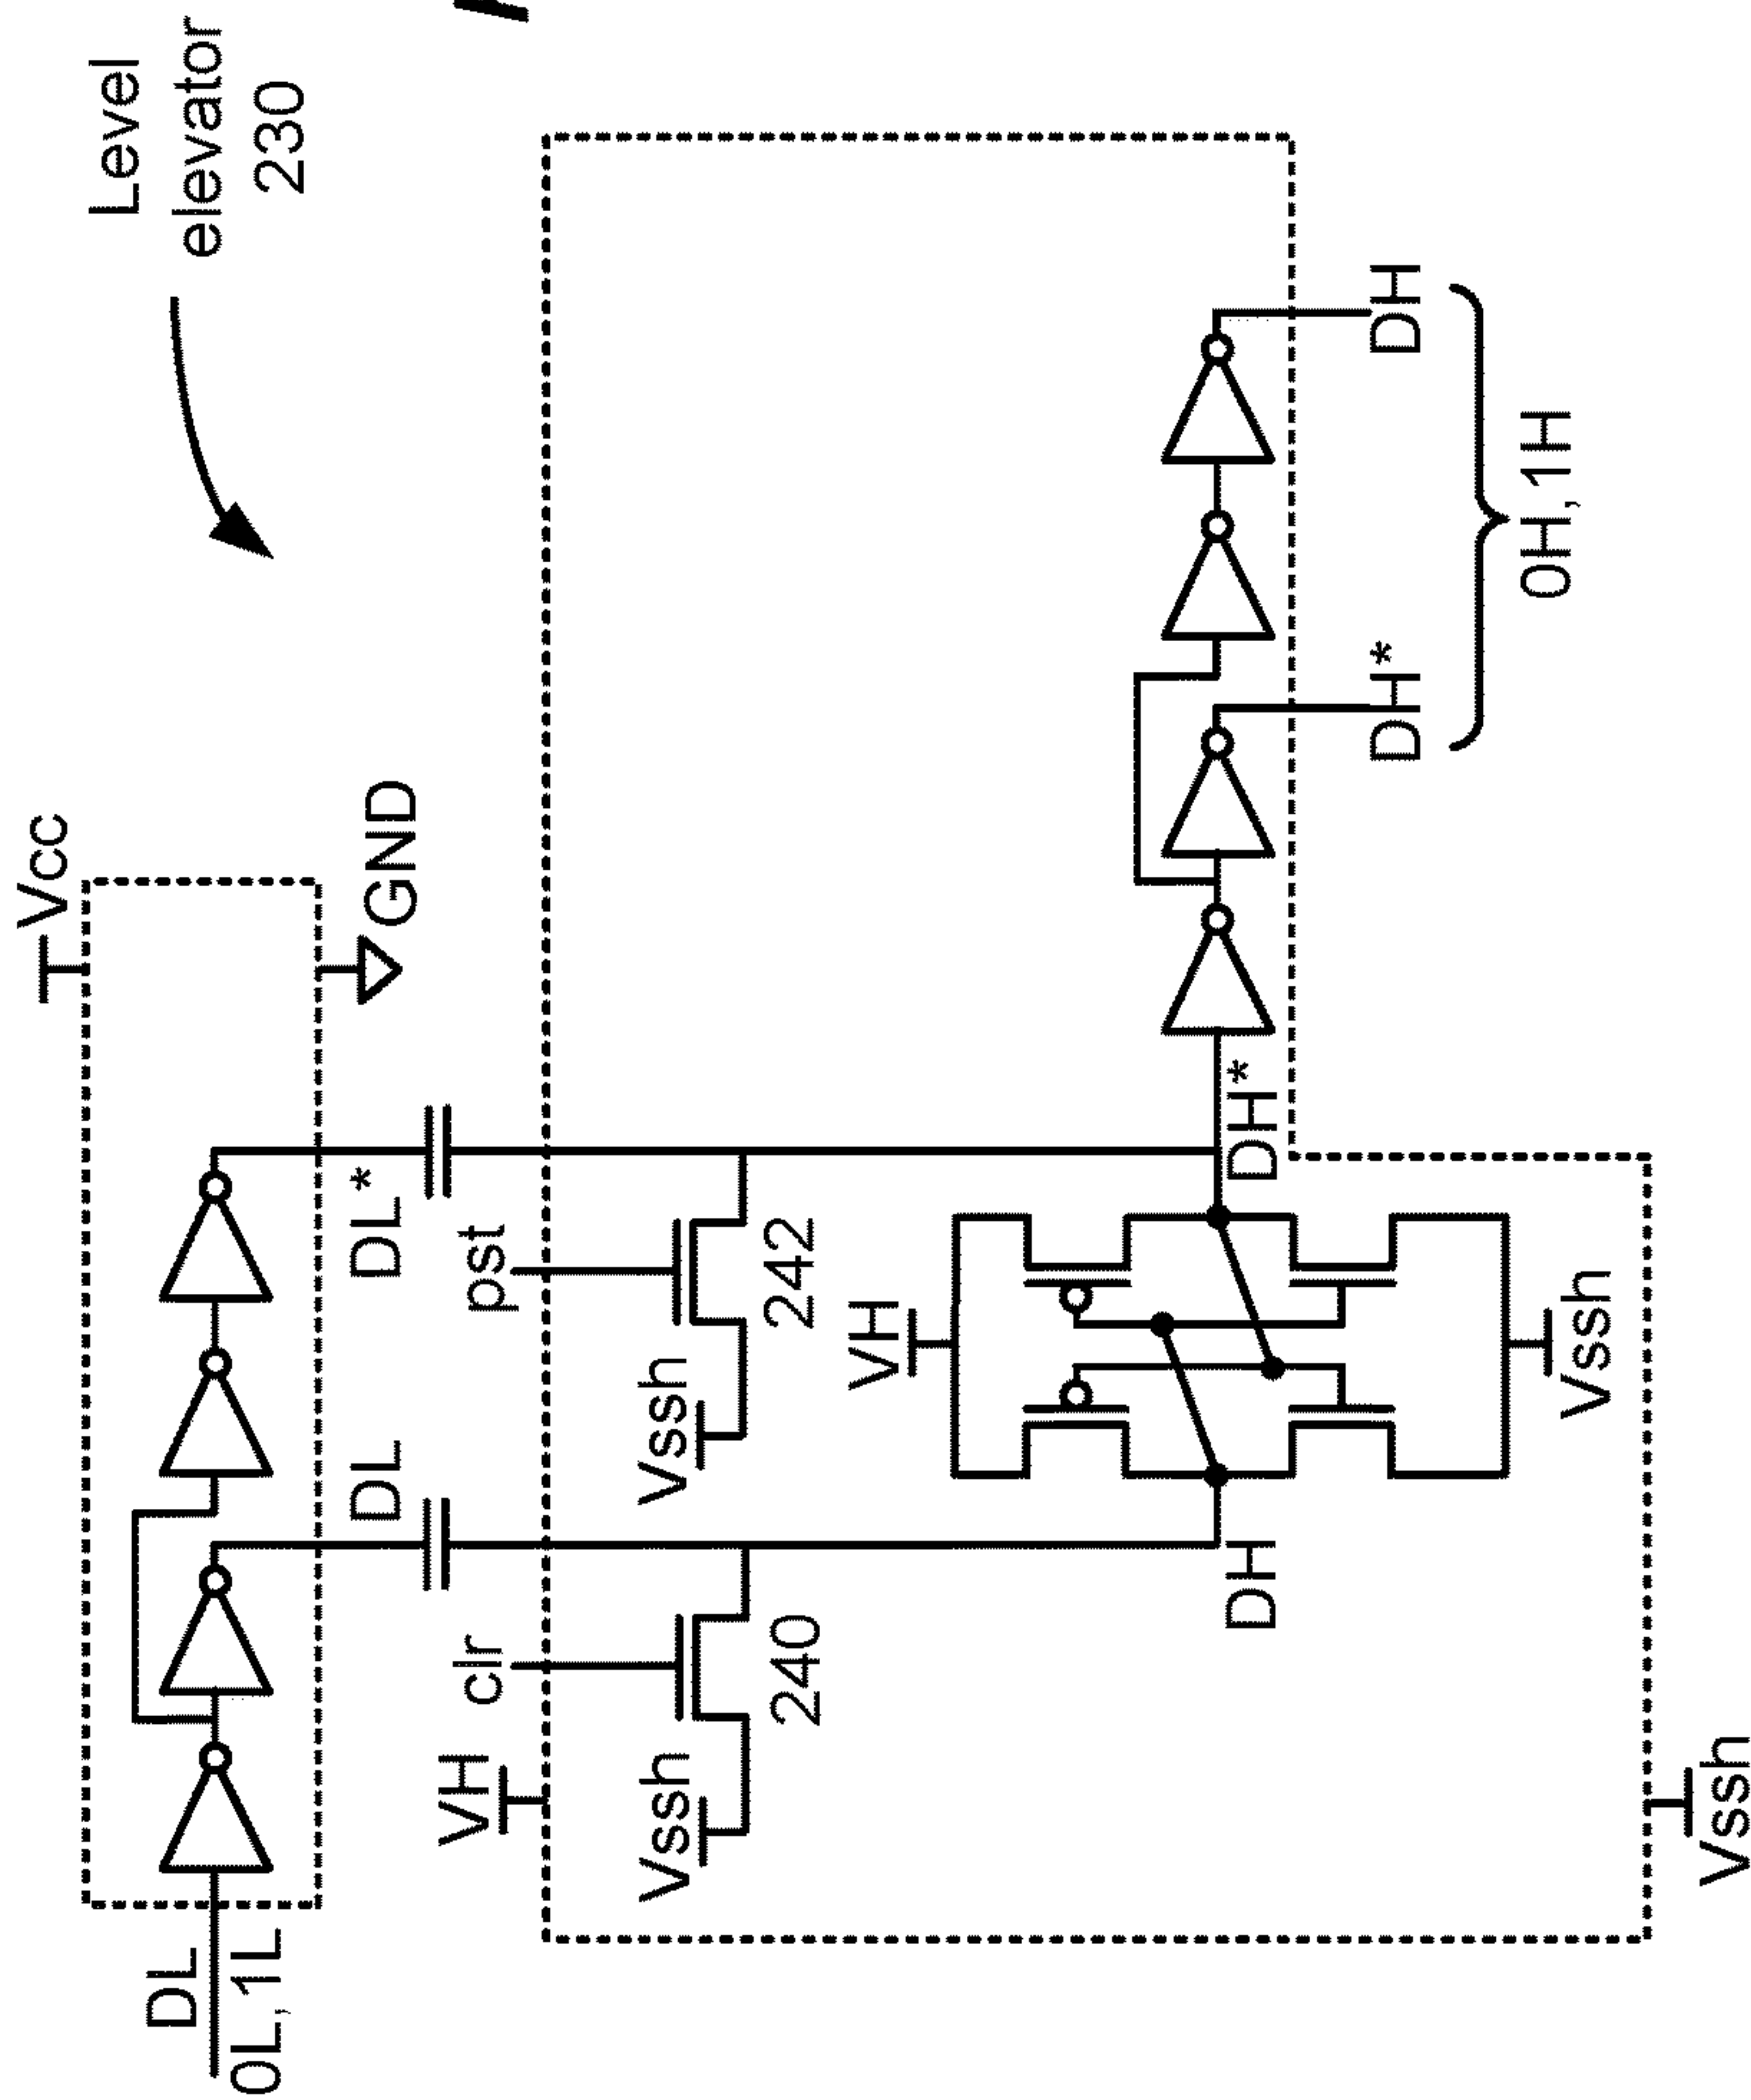 Level
elevator
230
Vcc
GND
DL
0L, 1L
DL
DL*
VH
clr
pst
Vssh
240
Vssh
242
VH
DH
DH*
Vssh
Vssh
DH*
DH
0H, 1H